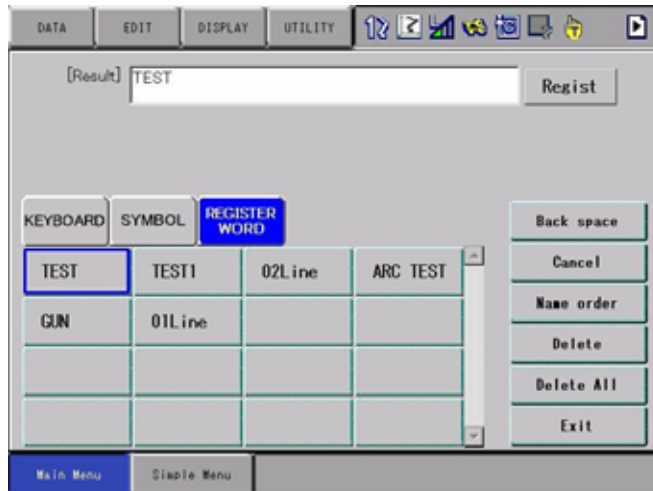 DATA EDIT DISPLAY UTILITY
[Result] TEST Regist
KEYBOARD SYMBOL REGISTER WORD
Back space
TEST TEST1 02Line ARC TEST
Cancel
GUN 01Line
Name order
Delete
Delete All
Exit
Main Menu Simple Menu